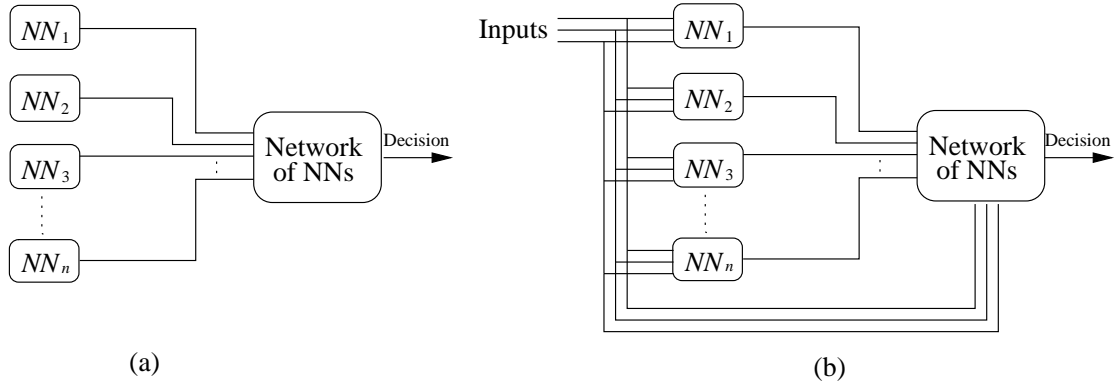 NN1
NN2
NN3
NNn
Network
of NNs
Decision
(a)
Inputs
NN1
NN2
NN3
NNn
Network
of NNs
Decision
(b)